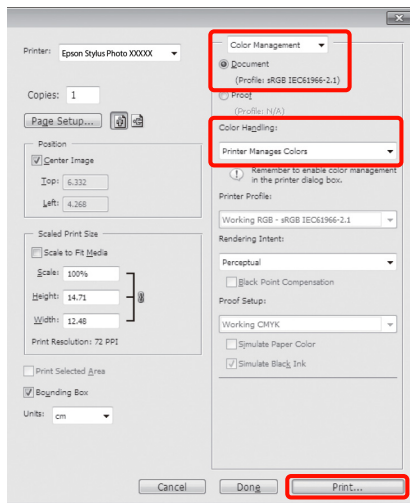 Printer: Epson Stylus Photo XXXXX
Copies: 1
Page Setup...
Position
Center Image
Top: 6.332
Left: 4.268
Scaled Print Size
Scale to Fit Media
Scale: 100%
Height: 14.71
Width: 12.48
Print Resolution: 72 PPI
Print Selected Area
Bounding Box
Units: cm
Color Management
Document
(Profile: sRGB IEC61966-2.1)
Proof
(Profile: N/A)
Color Handling:
Printer Manages Colors
Remember to enable color management
in the printer dialog box.
Printer Profile:
Working RGB - sRGB IEC61966-2.1
Rendering Intent:
Perceptual
Black Point Compensation
Proof Setup:
Working CMYK
Simulate Paper Color
Simulate Black Ink
Cancel
Done
Print...